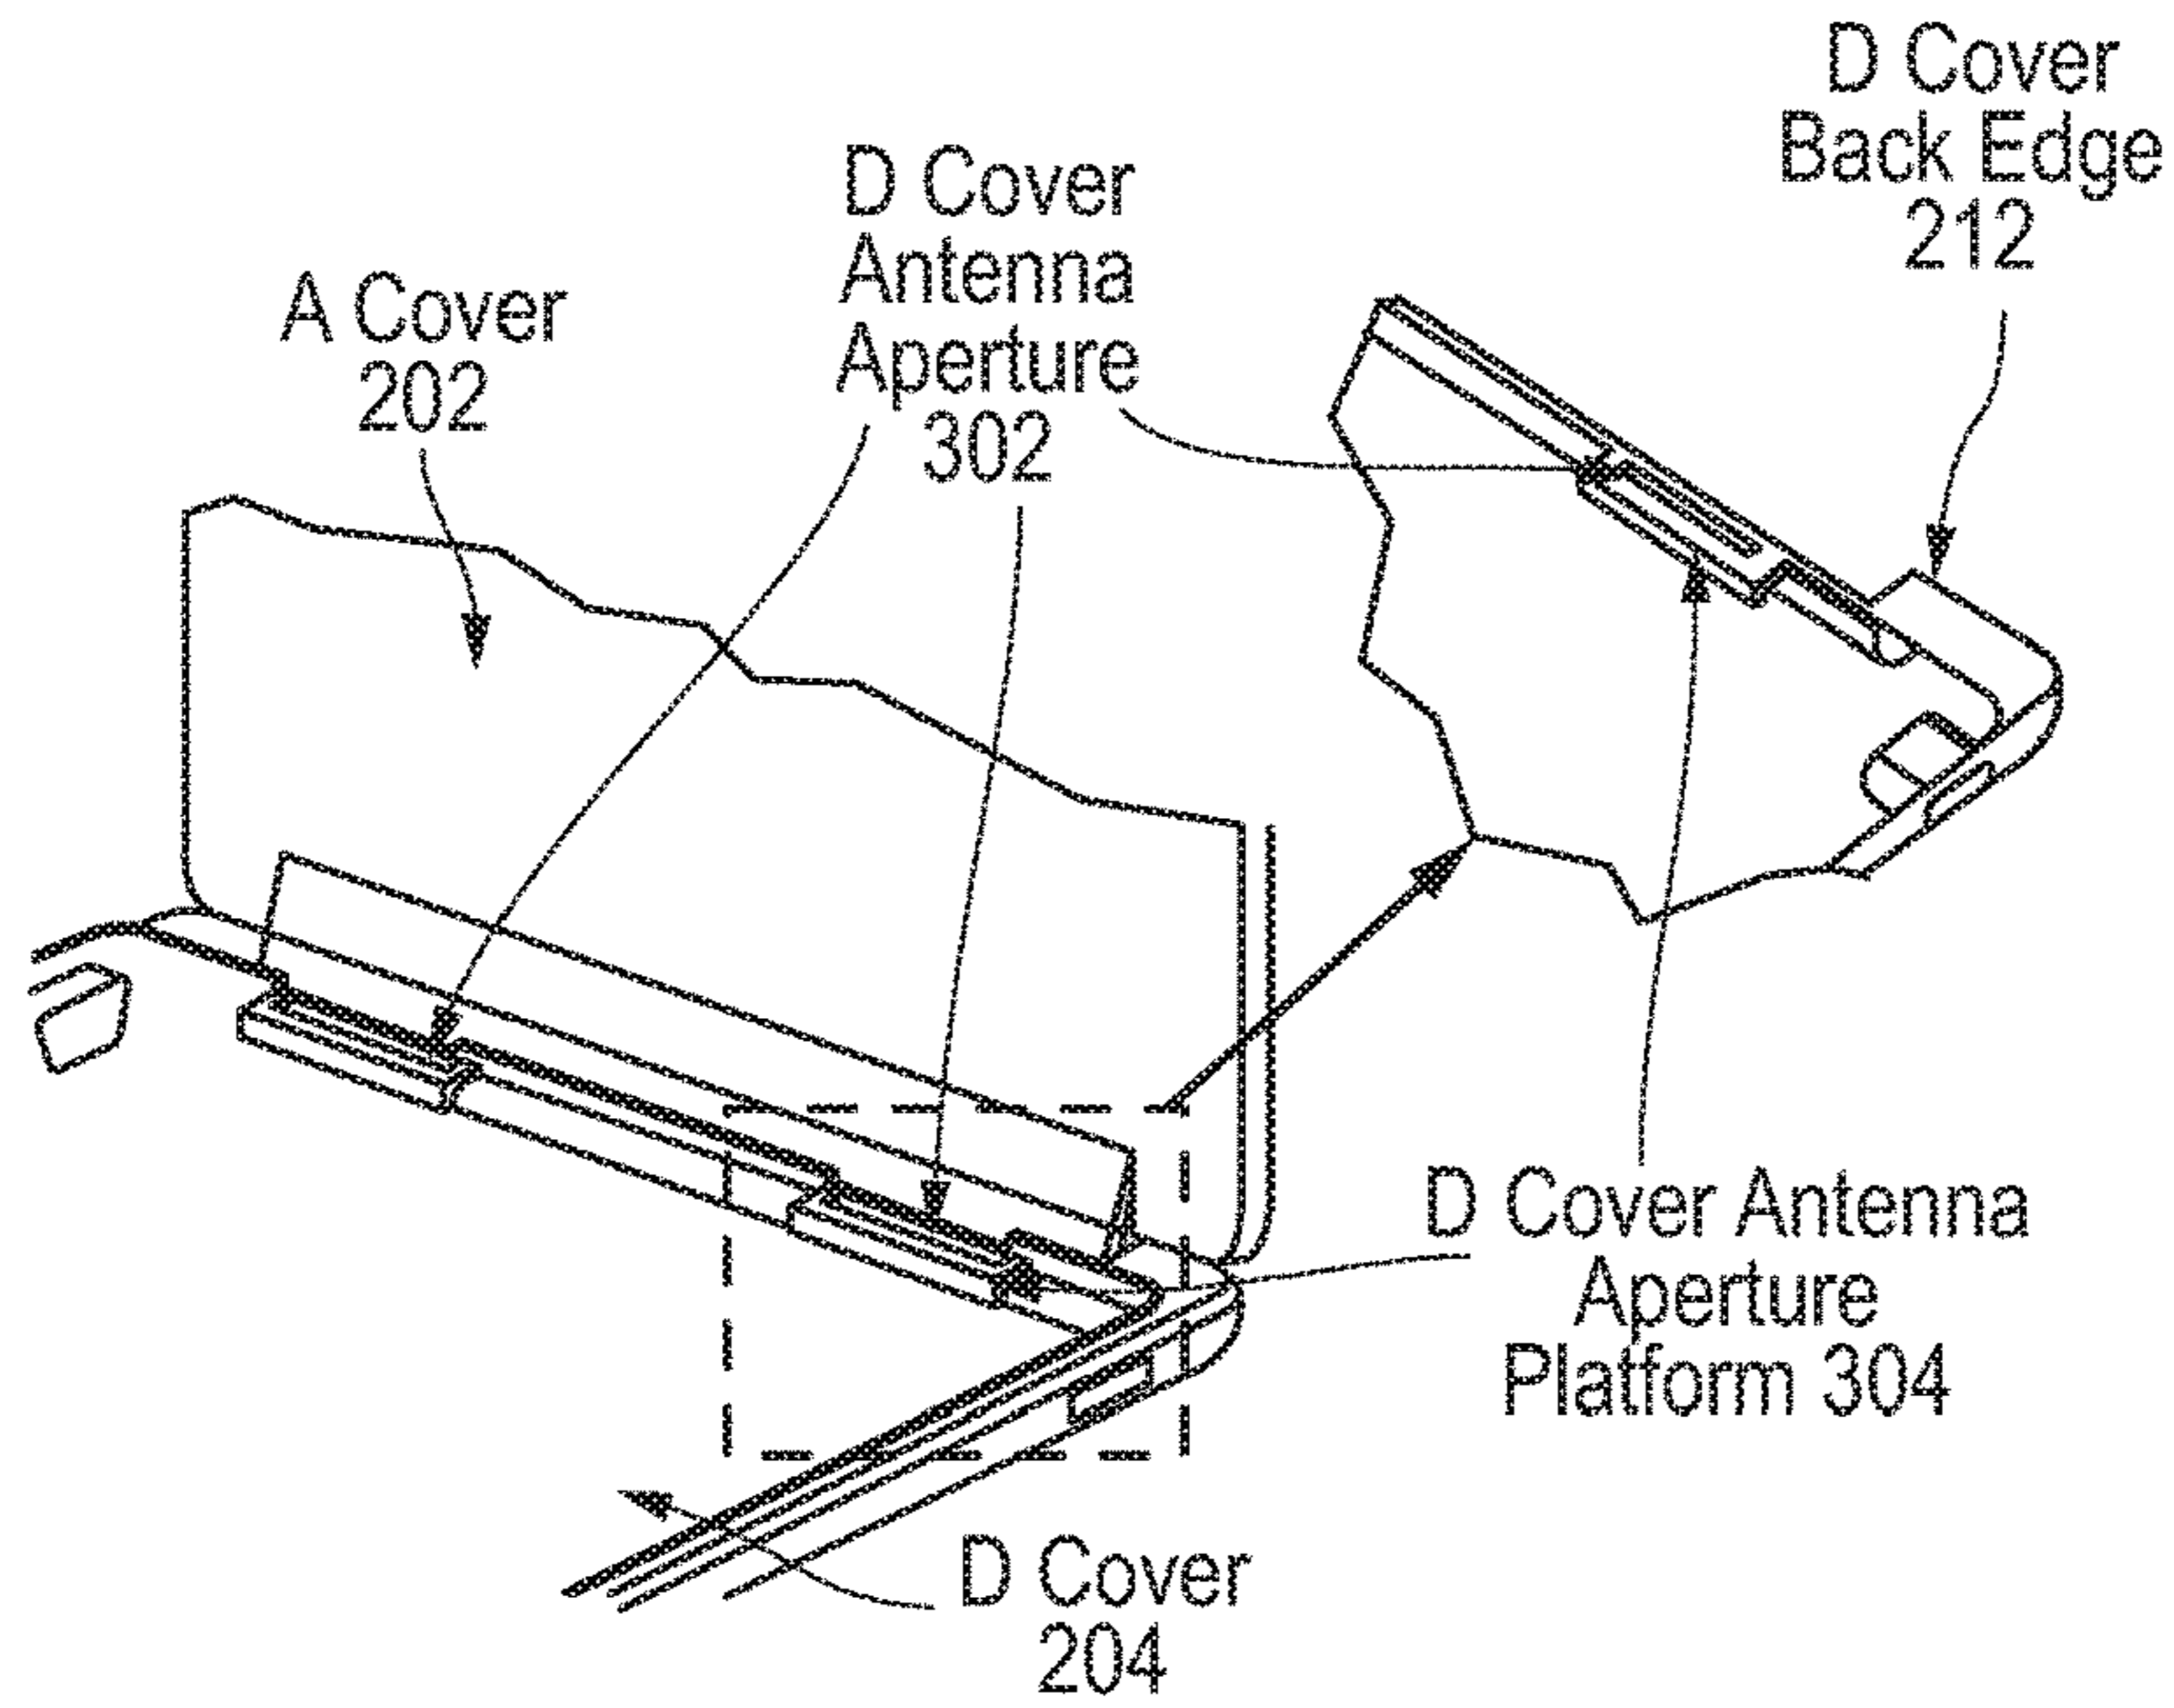 D Cover
Back Edge
212
D Cover
Antenna
Aperture
302
A Cover
202
D Cover Antenna
Aperture
Platform 304
D Cover
204